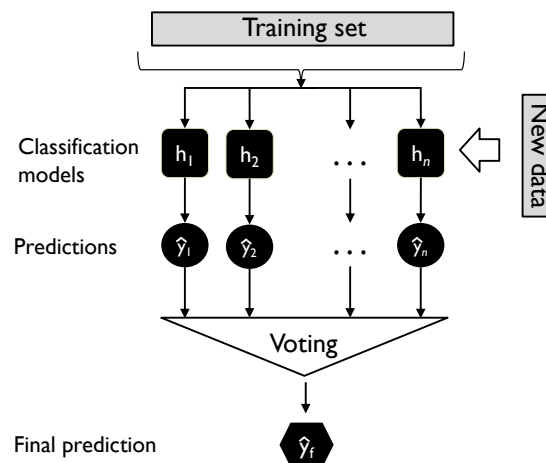 Training set
Classification
models
h₁
h₂
. . .
hₙ
New data
Predictions
ŷ₁
ŷ₂
. . .
ŷₙ
Voting
Final prediction
ŷf